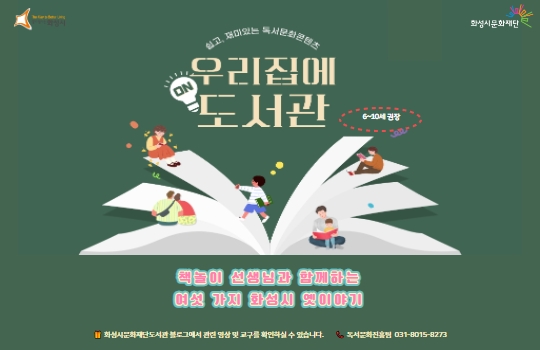 화성시문화재단
쉽고, 재미있는 독서문화콘텐츠
우리집에
ON
도서관
6~10세 권장
책놀이 선생님과 함께하는
여섯 가지 화성시 옛이야기
화성시문화재단도서관 블로그에서 관련 영상 및 교구를 확인하실 수 있습니다.
독서문화진흥팀 031-8015-8273